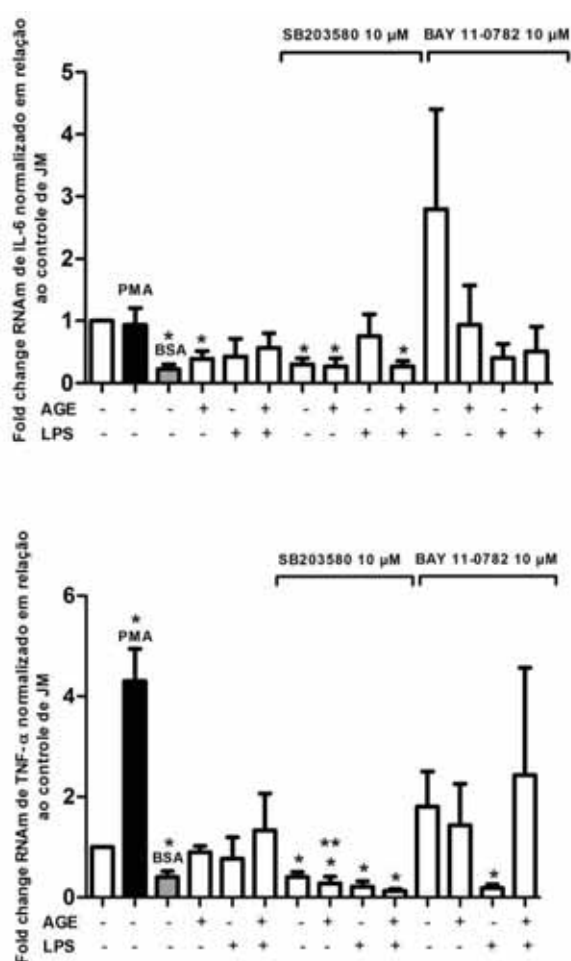 SB203580 10 µM BAY 11-0782 10 µM
Fold change RNAm de IL-6 normalizado em relação
ao controle de JM
5
4
3
2
1
0
PMA
*
BSA
*
* * *
AGE - - - + - + - + - + - + - +
LPS - - - - + + - - + + - - + +
SB203580 10 µM BAY 11-0782 10 µM
Fold change RNAm de TNF-α normalizado em relação
ao controle de JM
6
4
2
0
*
PMA
*
BSA
* ** * * * *
AGE - - - + - + - + - + - + - +
LPS - - - - + + - - + + - - + +